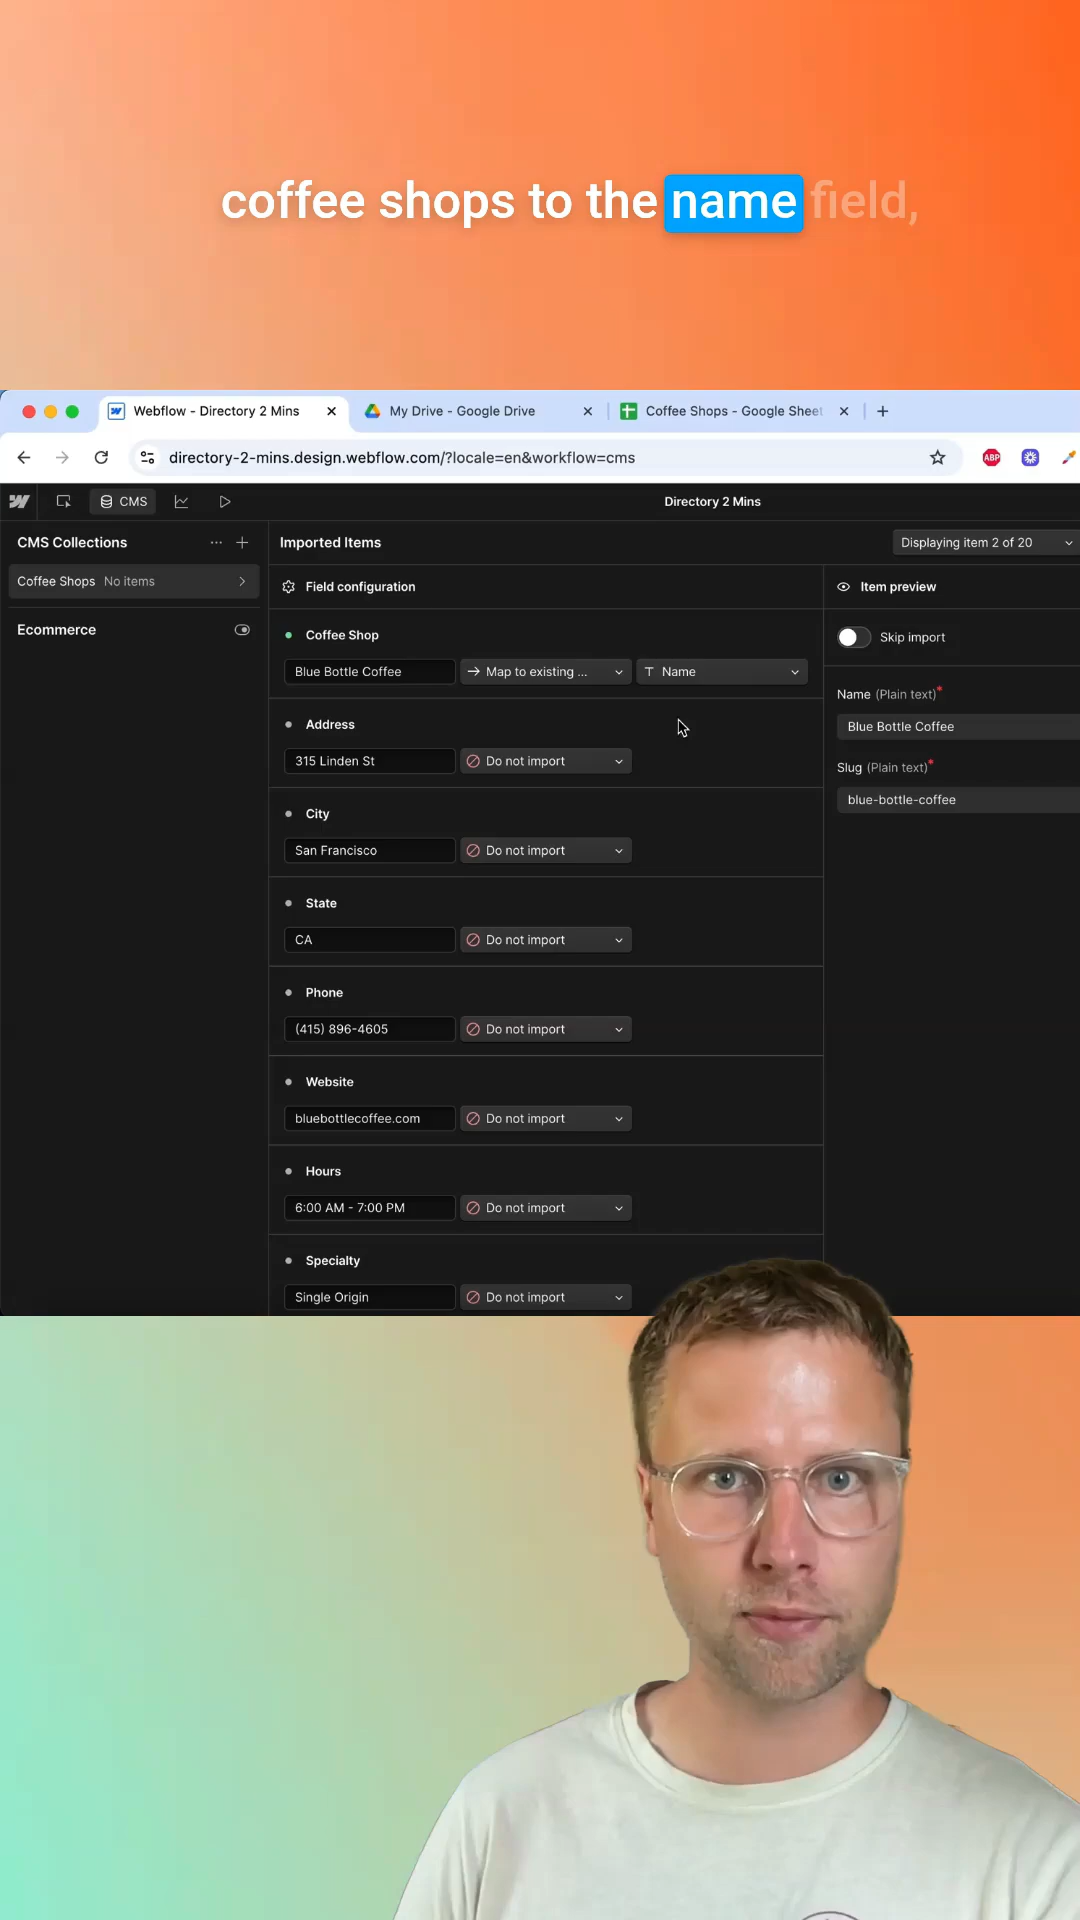 coffee shops to the name field,
Webflow - Directory 2 Mins
My Drive - Google Drive
Coffee Shops - Google Sheet
directory-2-mins.design.webflow.com/?locale=en&workflow=cms
ABP
CMS
Directory 2 Mins
CMS Collections
Imported Items
Displaying item 2 of 20
Coffee Shops No items
Field configuration
Item preview
Ecommerce
Coffee Shop
Skip import
Blue Bottle Coffee
Map to existing ...
Name
Name (Plain text)*
Address
Blue Bottle Coffee
315 Linden St
Do not import
Slug (Plain text)*
City
blue-bottle-coffee
San Francisco
Do not import
State
CA
Do not import
Phone
(415) 896-4605
Do not import
Website
bluebottlecoffee.com
Do not import
Hours
6:00 AM - 7:00 PM
Do not import
Specialty
Single Origin
Do not import